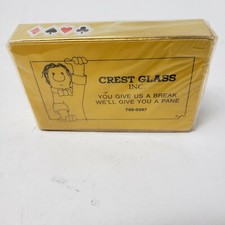 CREST GLASS
INC.
YOU GIVE US A BREAK
WE'LL GIVE YOU A PANE